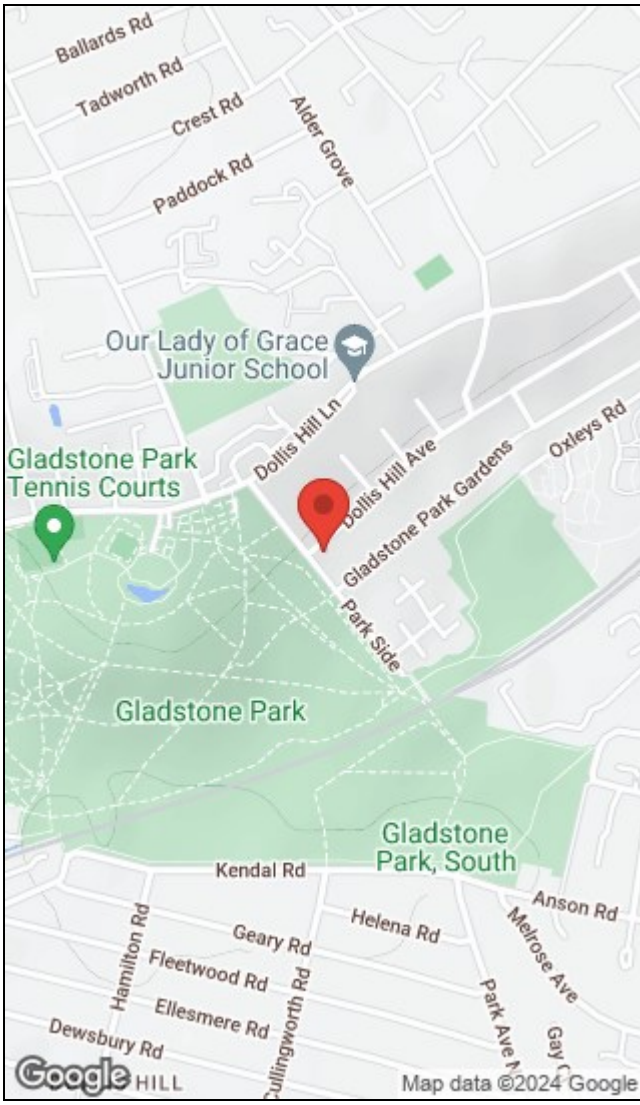 Ballards Rd
Tadworth Rd
Crest Rd
Alder Grove
Paddock Rd
Our Lady of Grace
Junior School
Dollis Hill Ln
Oxleys Rd
Gladstone Park
Tennis Courts
Dollis Hill Ave
Gladstone Park Gardens
Park Side
Gladstone Park
Gladstone
Park, South
Kendal Rd
Anson Rd
Hamilton Rd
Geary Rd
Helena Rd
Melrose Ave
Fleetwood Rd
Cullingworth Rd
Ellesmere Rd
Park Ave N
Gay
Dewsbury Rd
Google
HILL
Map data ©2024 Google